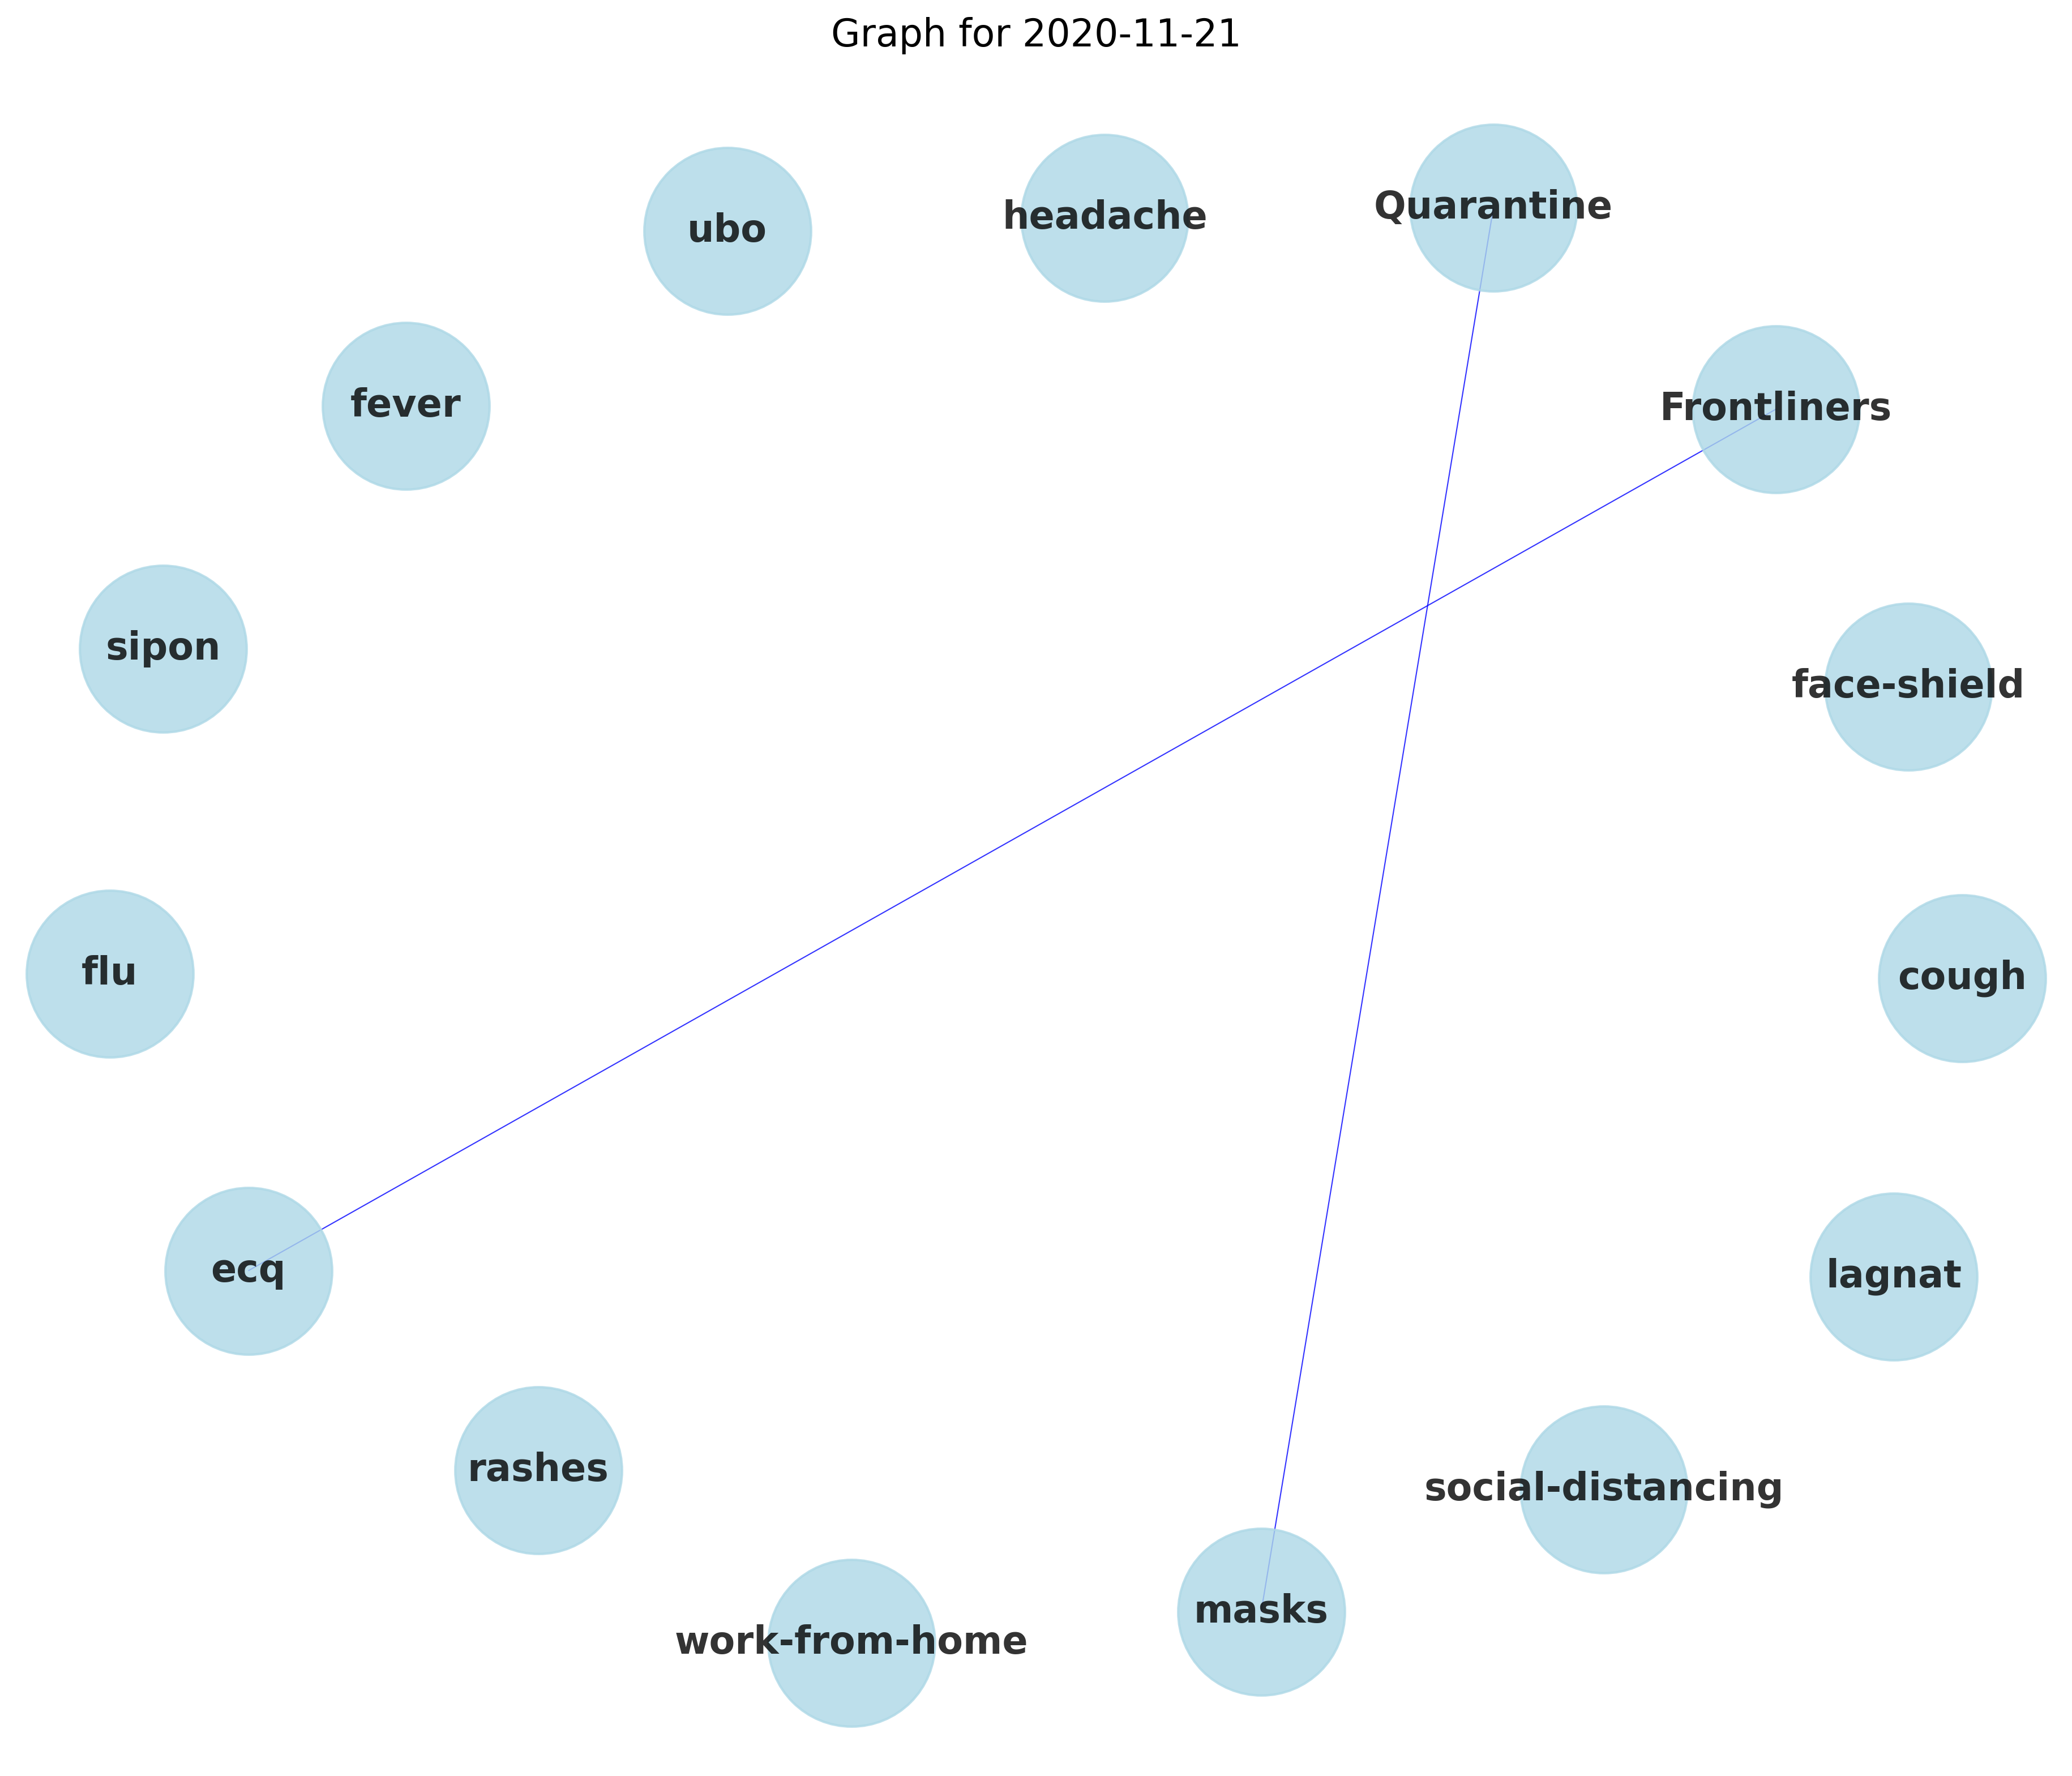 Graph for 2020-11-21
Quarantine
headache
ubo
fever
Frontliners
sipon
face-shield
flu
cough
ecq
lagnat
rashes
social-distancing
masks
work-from-home